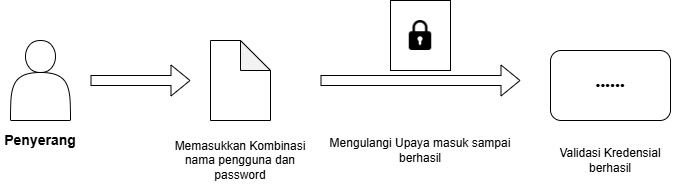 Penyerang
Memasukkan Kombinasi
nama pengguna dan
password
Mengulangi Upaya masuk sampai
berhasil
••••••
Validasi Kredensial
berhasil